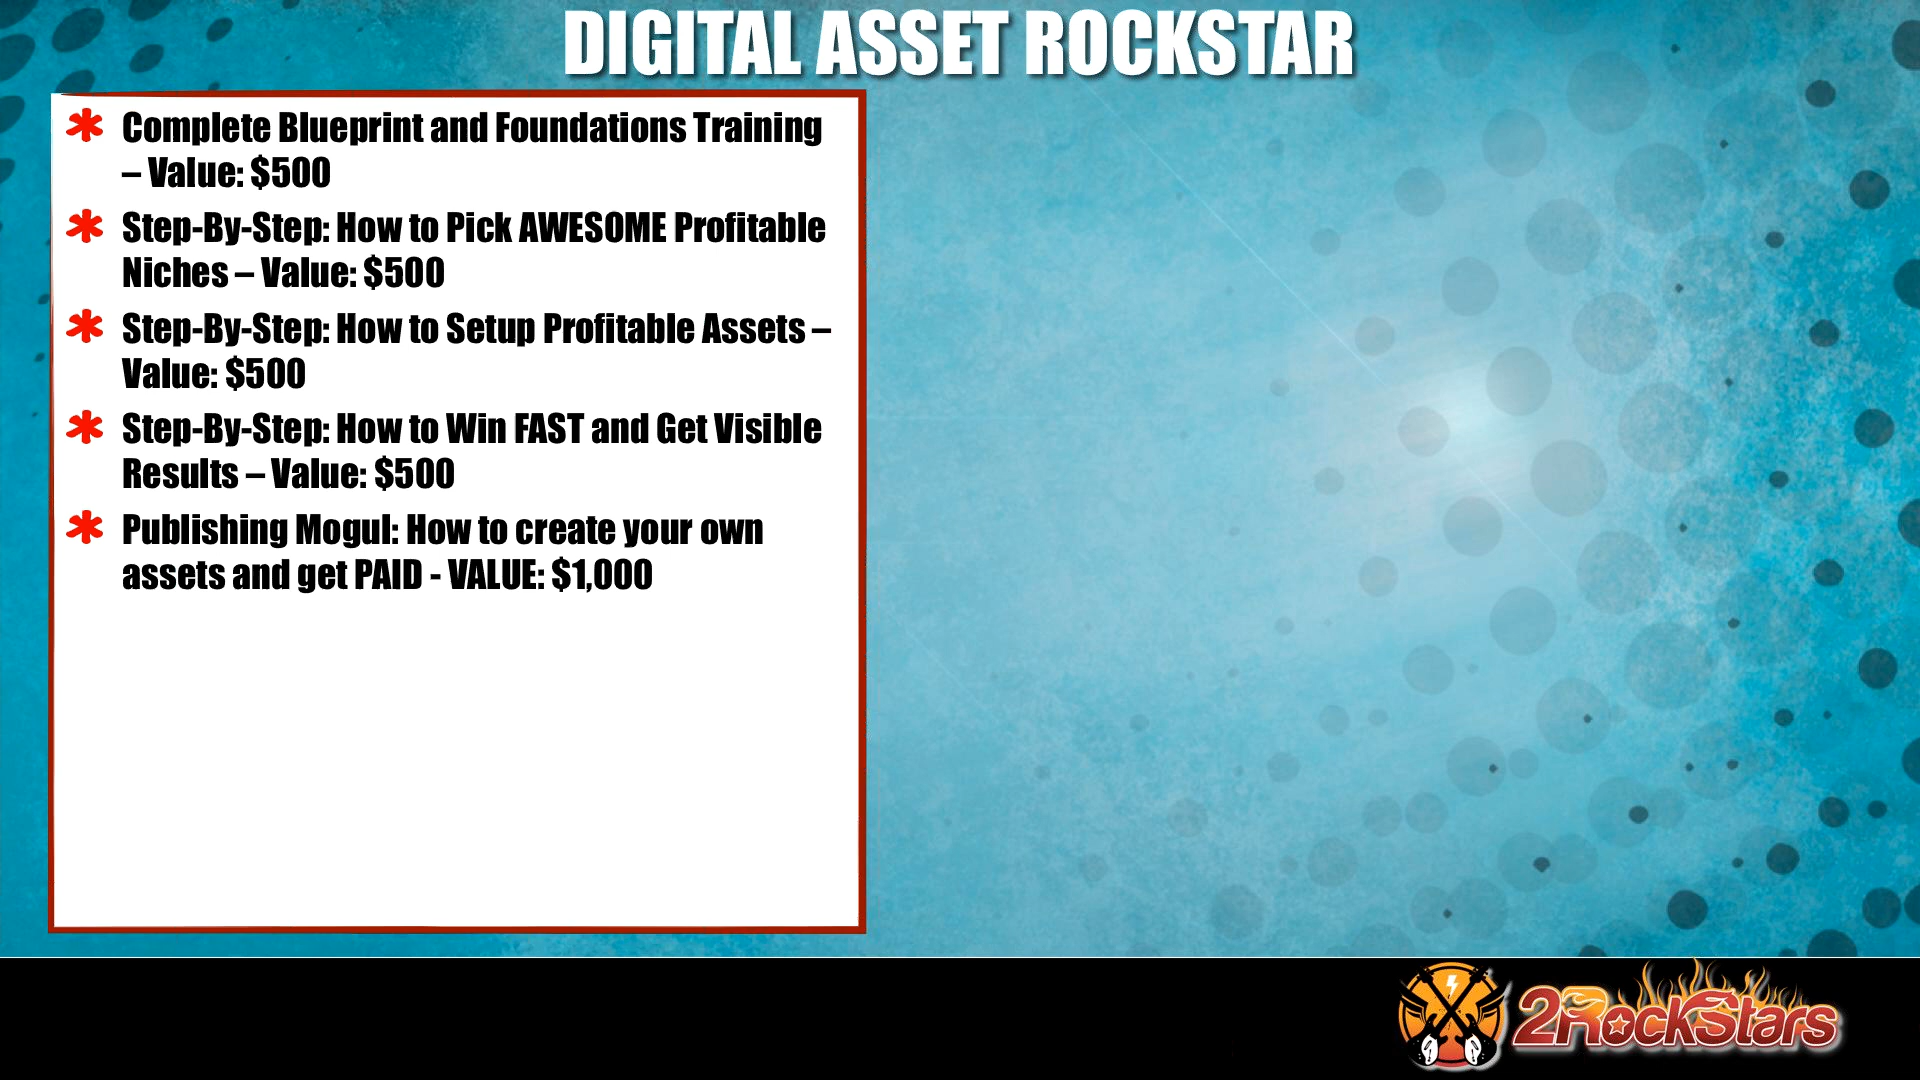 DIGITAL ASSET ROCKSTAR
Complete Blueprint and Foundations Training
– Value: $500
Step-By-Step: How to Pick AWESOME Profitable
Niches – Value: $500
Step-By-Step: How to Setup Profitable Assets –
Value: $500
Step-By-Step: How to Win FAST and Get Visible
Results – Value: $500
Publishing Mogul: How to create your own
assets and get PAID - VALUE: $1,000
2RockStars